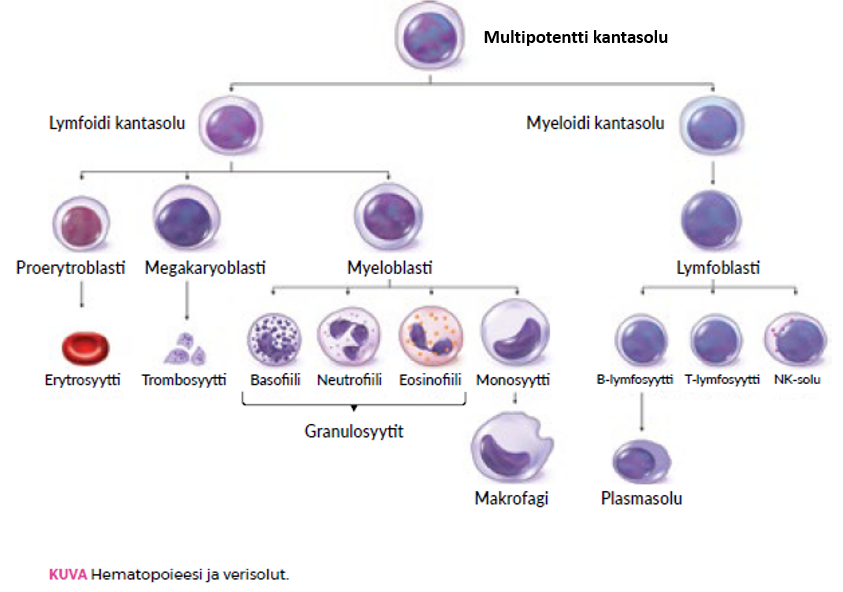 Multipotentti kantasolu
Lymfoidi kantasolu
Myeloidi kantasolu
Proerytroblasti
Megakaryoblasti
Myeloblasti
Lymfoblasti
Erytrosyytti
Trombosyytti
Basofiili
Neutrofiili
Eosinofiili
Monosyytti
B-lymfosyytti
T-lymfosyytti
NK-solu
Granulosyytit
Makrofagi
Plasmasolu
KUVA Hematopoieesi ja verisolut.